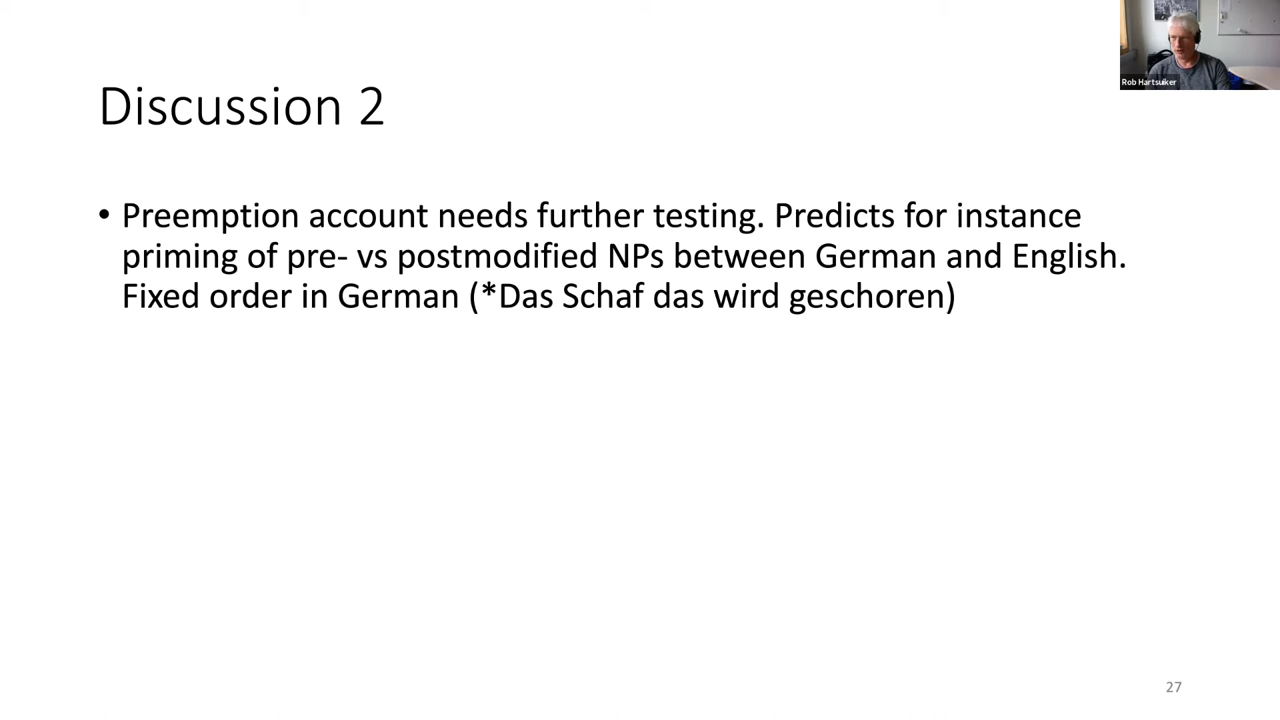 Rob Hartsuiker
Discussion 2
• Preemption account needs further testing. Predicts for instance
priming of pre- vs postmodified NPs between German and English.
Fixed order in German (*Das Schaf das wird geschoren)
27